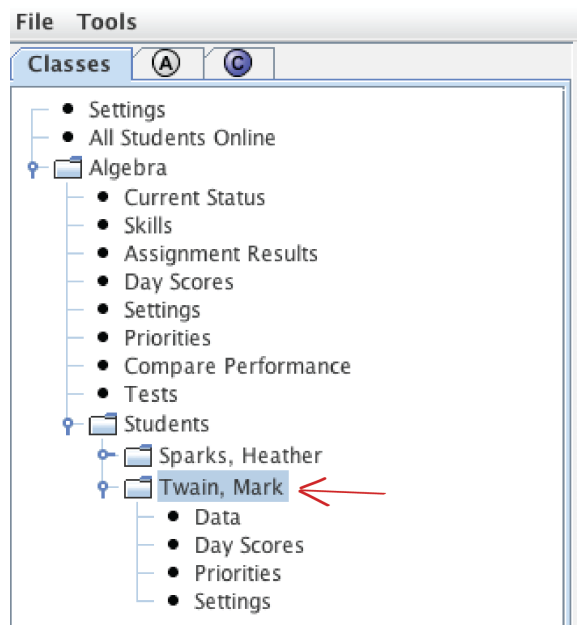 File Tools
Classes A C
Settings
All Students Online
Algebra
Current Status
Skills
Assignment Results
Day Scores
Settings
Priorities
Compare Performance
Tests
Students
Sparks, Heather
Twain, Mark
Data
Day Scores
Priorities
Settings